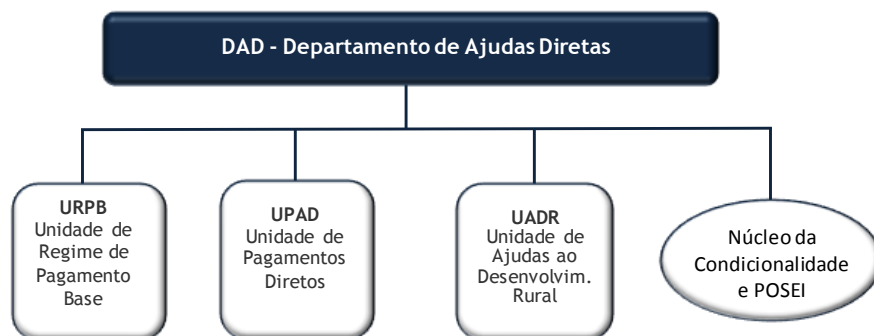 DAD - Departamento de Ajudas Diretas
URPB
Unidade de
Regime de
Pagamento
Base
UPAD
Unidade de
Pagamentos
Diretos
UADR
Unidade de
Ajudas ao
Desenvolvim.
Rural
Núcleo da
Condicionalidade
e POSEI